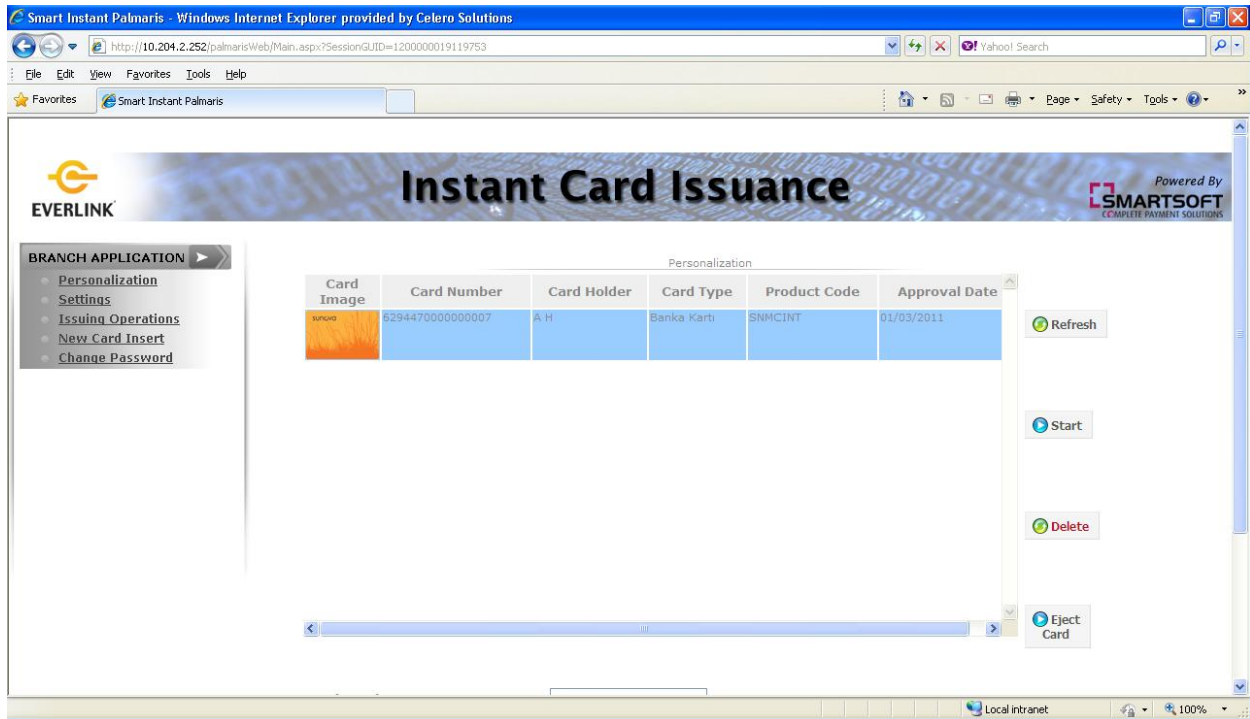 Smart Instant Palmaris - Windows Internet Explorer provided by Celero Solutions
http://10.204.2.252/palmarisWeb/Main.aspx?SessionGUID=1200000019119753
Yahoo! Search
File Edit View Favorites Tools Help
Favorites Smart Instant Palmaris Page Safety Tools
EVERLINK
Instant Card Issuance
Powered By
SMARTSOFT
COMPLETE PAYMENT SOLUTIONS
BRANCH APPLICATION
Personalization
Settings
Issuing Operations
New Card Insert
Change Password
Personalization
Card Image Card Number Card Holder Card Type Product Code Approval Date
sunova 6294470000000007 A H Banka Kartı SNMCINT 01/03/2011
Refresh
Start
Delete
Eject
Card
Local intranet 100%